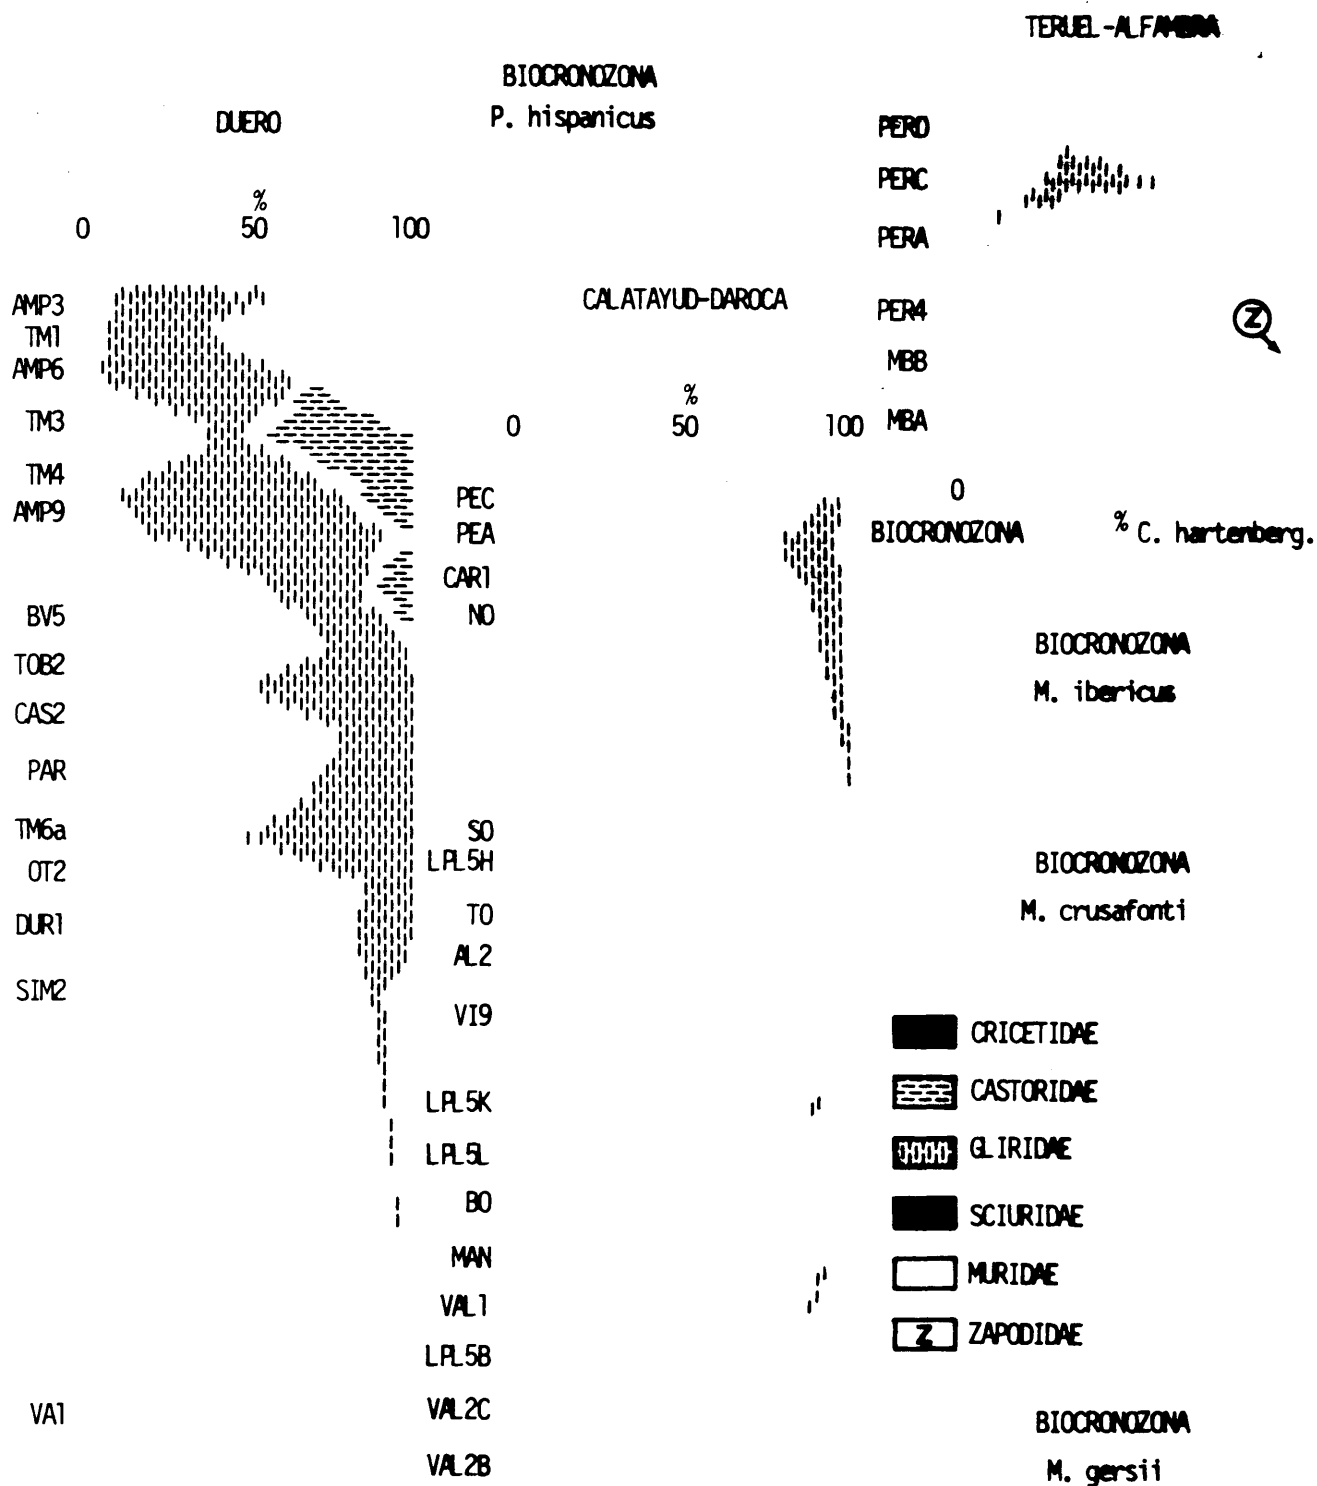 TERUEL-ALFAMBRA
BIOCRONOZONA
P. hispanicus
DUERO
%
0 50 100
AMP3
TM1
AMP6
TM3
TM4
AMP9
BV5
TOB2
CAS2
PAR
TM6a
OT2
DUR1
SIM2
VA1
CALATAYUD-DAROCA
%
0 50 100
PEC
PEA
CAR1
NO
SO
LPL5H
TO
AL2
VI9
LPL5K
LPL5L
BO
MAN
VAL1
LPL5B
VAL2C
VAL2B
PERD
PERC
PERA
PER4
MBB
MBA
Z
0
%
BIOCRONOZONA C. hartenberg.
BIOCRONOZONA
M. ibericus
BIOCRONOZONA
M. crusafonti
CRICETIDAE
CASTORIDAE
GLIRIDAE
SCIURIDAE
MURIDAE
Z ZAPODIDAE
BIOCRONOZONA
M. gersii